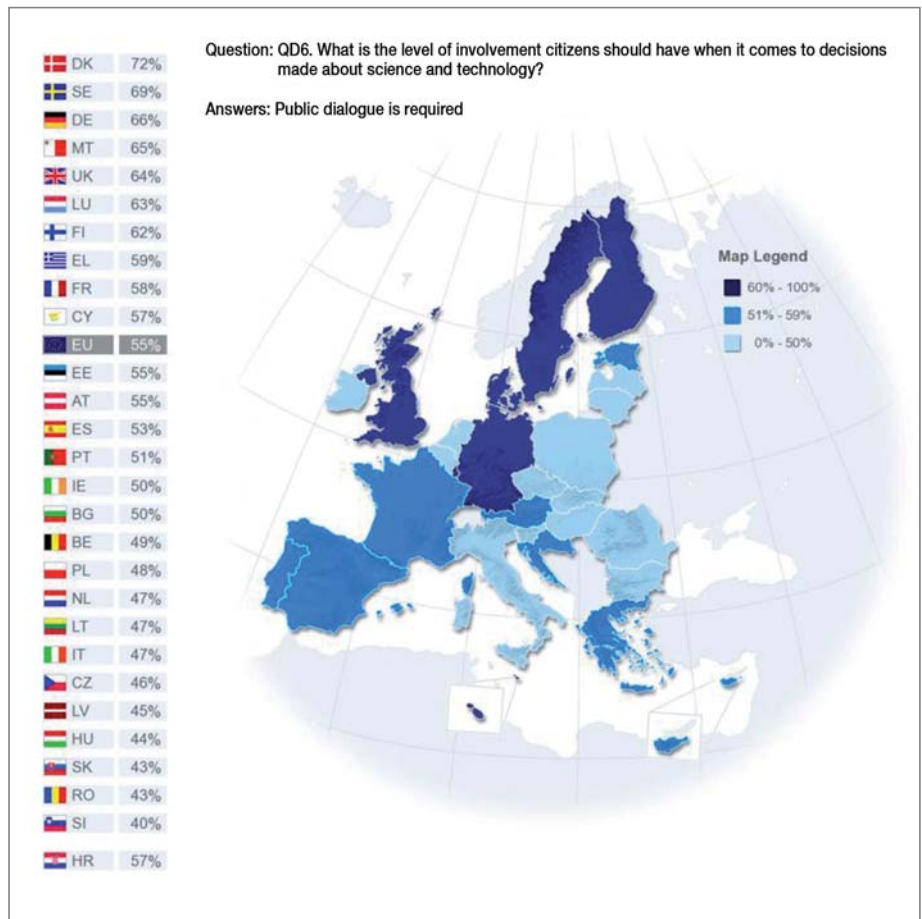 Question: QD6. What is the level of involvement citizens should have when it comes to decisions
made about science and technology?
Answers: Public dialogue is required
DK 72%
SE 69%
DE 66%
MT 65%
UK 64%
LU 63%
FI 62%
EL 59%
FR 58%
CY 57%
EU 55%
EE 55%
AT 55%
ES 53%
PT 51%
IE 50%
BG 50%
BE 49%
PL 48%
NL 47%
LT 47%
IT 47%
CZ 46%
LV 45%
HU 44%
SK 43%
RO 43%
SI 40%
HR 57%
Map Legend
60% - 100%
51% - 59%
0% - 50%